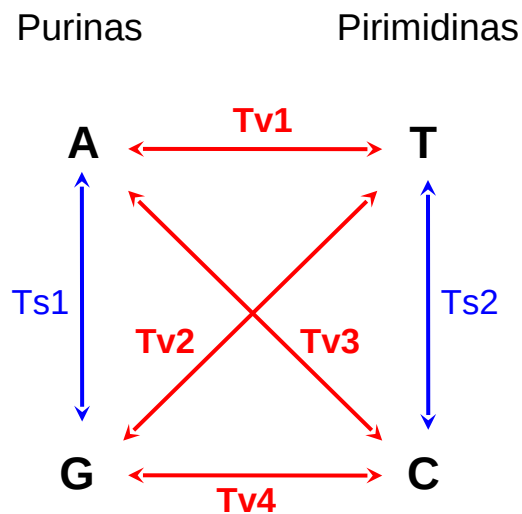 Purinas
Pirimidinas
Tv1
A
T
Ts1
Ts2
Tv2
Tv3
G
C
Tv4